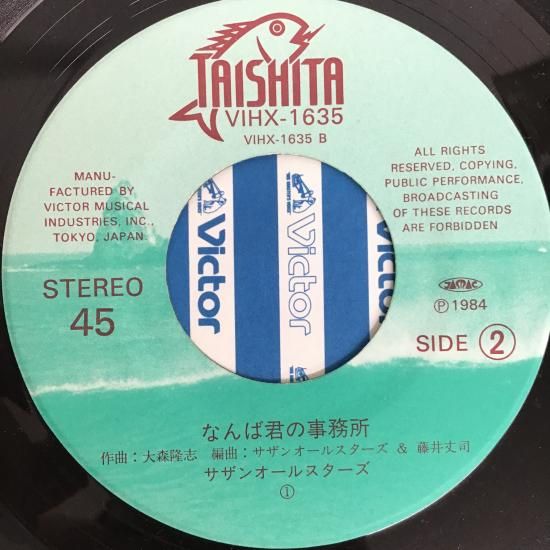 TAISHITA
VIHX-1635
VIHX-1635 B
MANU-
FACTURED BY
VICTOR MUSICAL
INDUSTRIES, INC.,
TOKYO, JAPAN
ALL RIGHTS
RESERVED, COPYING,
PUBLIC PERFORMANCE,
BROADCASTING
OF THESE RECORDS
ARE FORBIDDEN
Victor
Victor
Victor
STEREO
45
JAMAC
Ⓟ 1984
SIDE ②
なんば君の事務所
作曲:大森隆志 編曲:サザンオールスターズ & 藤井丈司
サザンオールスターズ
①